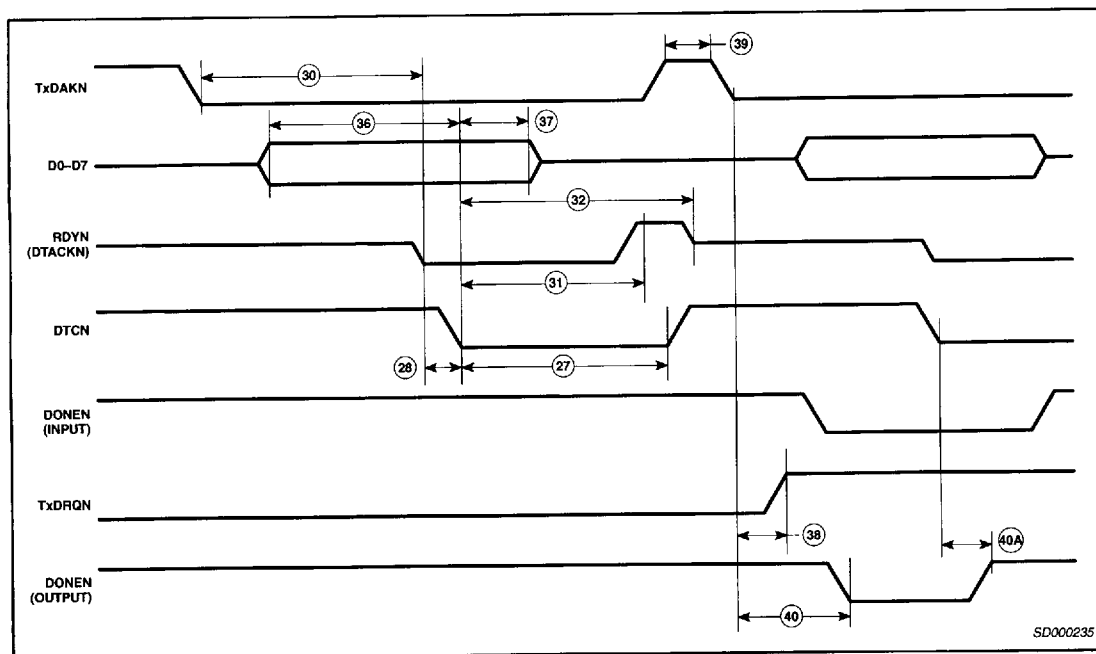 TxDAKN
30
39
36
37
D0–D7
32
RDYN
(DTACKN)
31
DTCN
28
27
DONEN
(INPUT)
TxDRQN
38
40A
DONEN
(OUTPUT)
40
SD000235